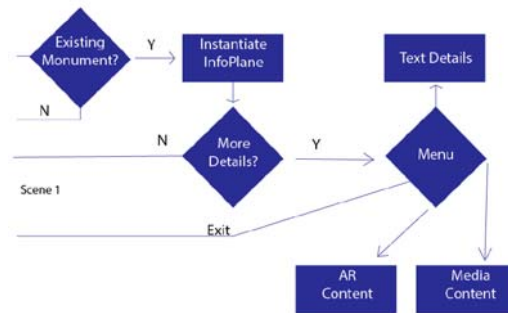 Existing
Monument?
Y
Instantiate
InfoPlane
Text Details
N
N
More
Details?
Y
Menu
Scene 1
Exit
AR
Content
Media
Content